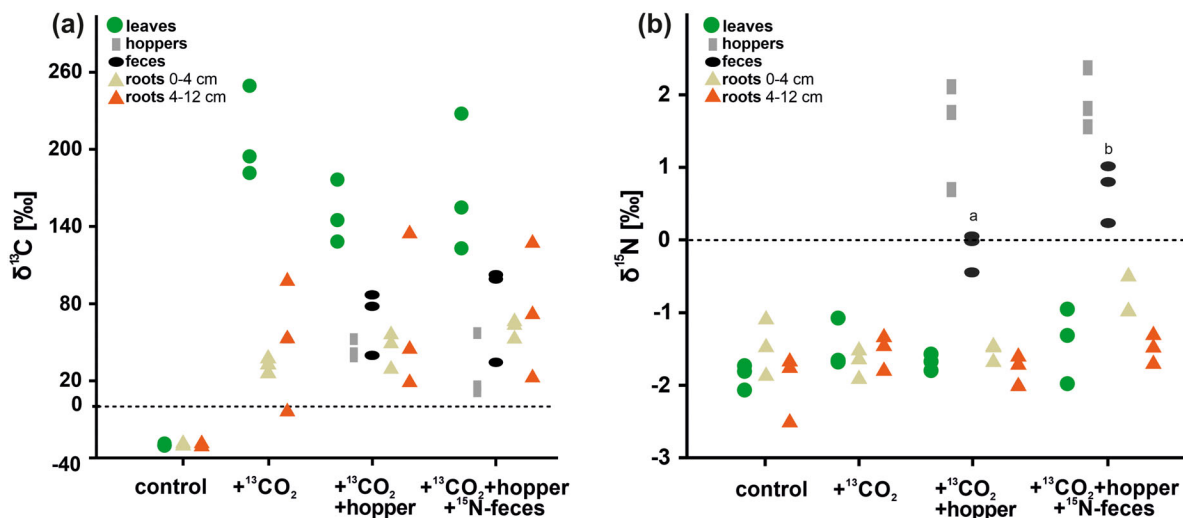 (a)
leaves
hoppers
feces
roots 0-4 cm
roots 4-12 cm
260
200
140
80
20
0
-40
δ¹³C [‰]
control
+¹³CO₂
+¹³CO₂
+hopper
+¹³CO₂+hopper
+¹⁵N-feces
(b)
leaves
hoppers
feces
roots 0-4 cm
roots 4-12 cm
2
1
0
-1
-2
-3
δ¹⁵N [‰]
a
b
control
+¹³CO₂
+¹³CO₂
+hopper
+¹³CO₂+hopper
+¹⁵N-feces